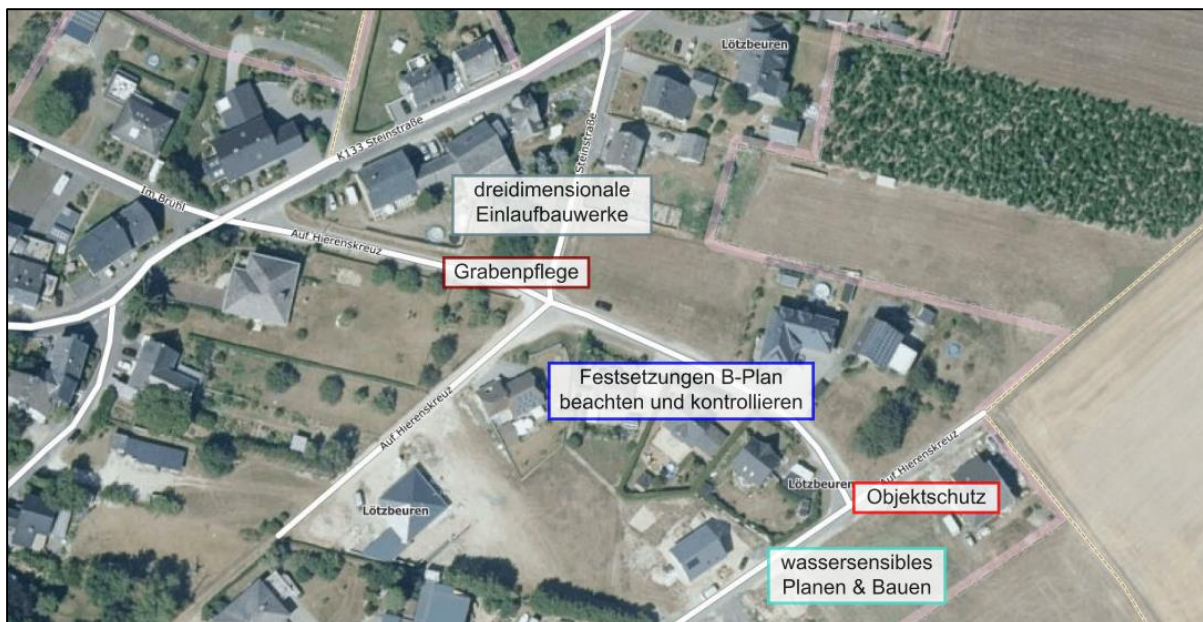 Lötzbeuren
K133 Steinstraße
Steinstraße
Im Brühl
dreidimensionale
Einlaufbauwerke
Auf Hierenskreuz
Grabenpflege
Festsetzungen B-Plan
beachten und kontrollieren
Auf Hierenskreuz
Auf Hierenskreuz
Lötzbeuren
Objektschutz
Lötzbeuren
wassersensibles
Planen & Bauen